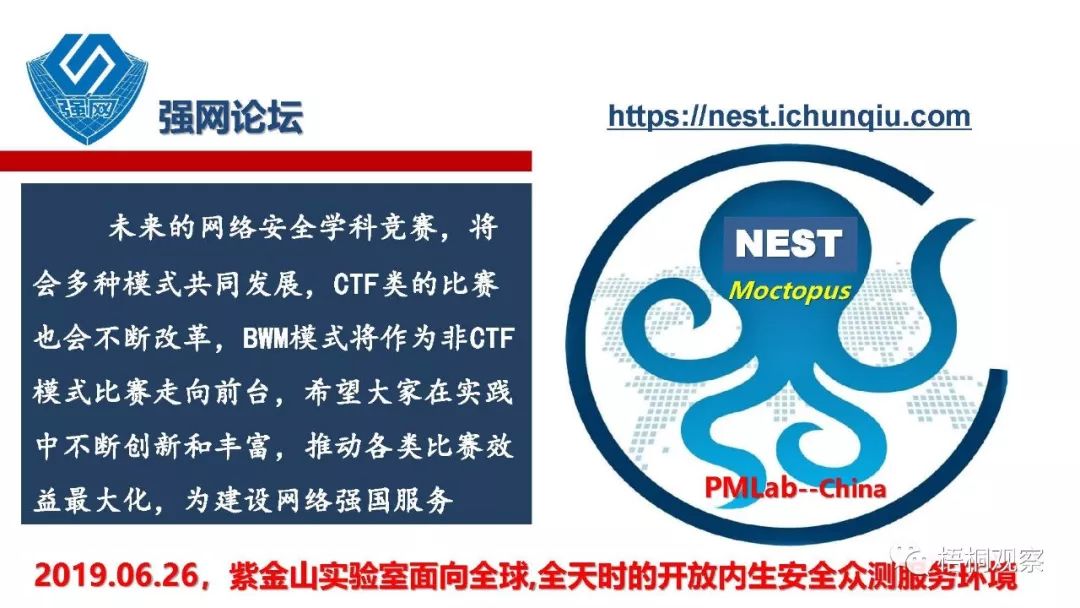 强网
强网论坛
https://nest.ichunqiu.com
未来的网络安全学科竞赛，将
会多种模式共同发展，CTF类的比赛
也会不断改革，BWM模式将作为非CTF
模式比赛走向前台，希望大家在实践
中不断创新和丰富，推动各类比赛效
益最大化，为建设网络强国服务
NEST
Moctopus
PMLab--China
2019.06.26，紫金山实验室面向全球,全天时的开放内生安全众测服务环境
梧桐观察